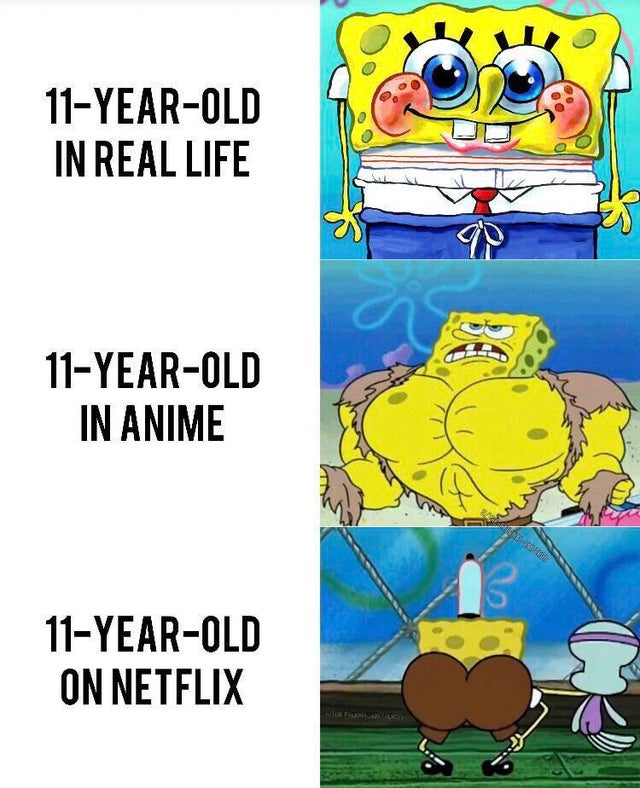 11-YEAR-OLD
IN REAL LIFE
11-YEAR-OLD
IN ANIME
11-YEAR-OLD
ON NETFLIX